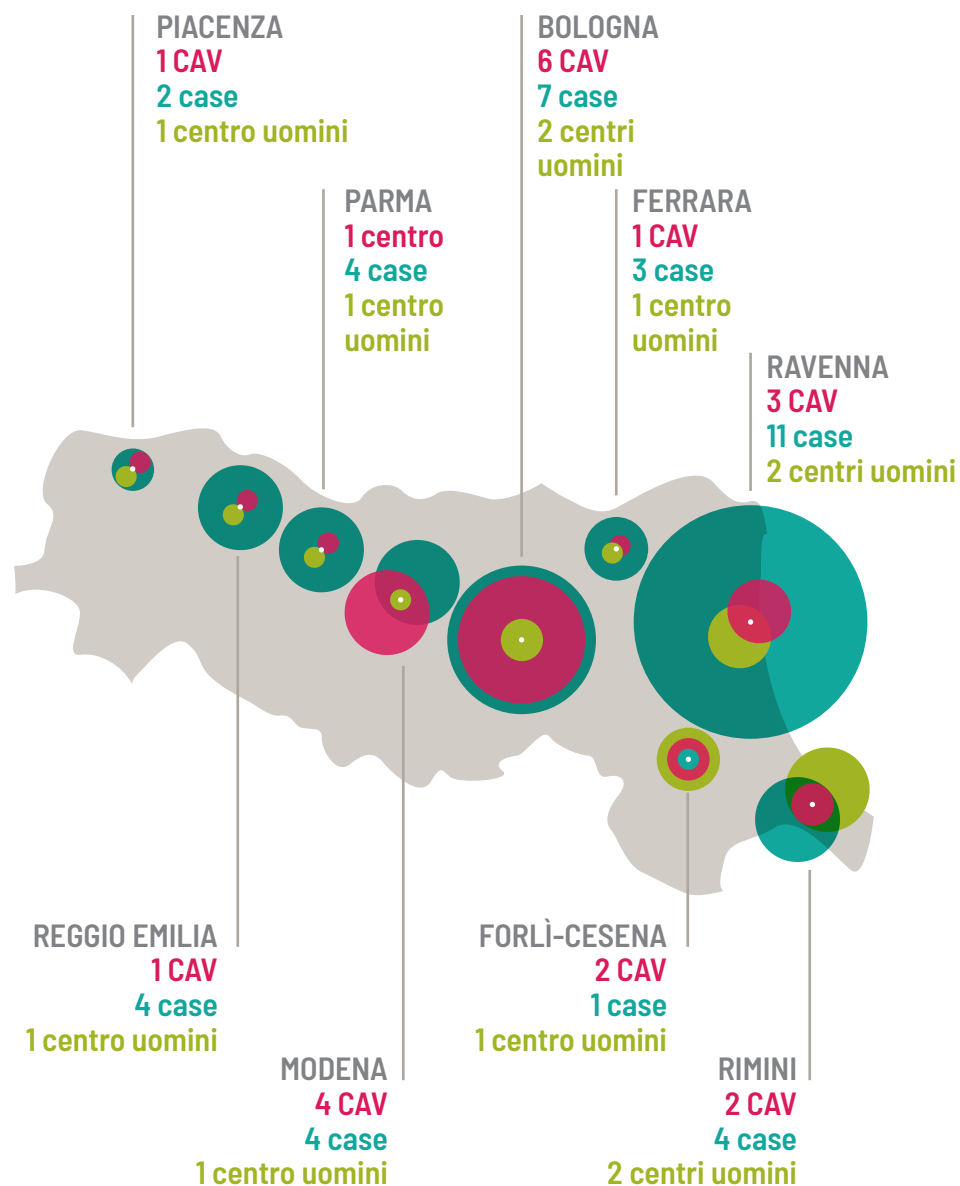 PIACENZA
1 CAV
2 case
1 centro uomini
BOLOGNA
6 CAV
7 case
2 centri
uomini
PARMA
1 centro
4 case
1 centro
uomini
FERRARA
1 CAV
3 case
1 centro
uomini
RAVENNA
3 CAV
11 case
2 centri uomini
REGGIO EMILIA
1 CAV
4 case
1 centro uomini
FORLÌ-CESENA
2 CAV
1 case
1 centro uomini
MODENA
4 CAV
4 case
1 centro uomini
RIMINI
2 CAV
4 case
2 centri uomini